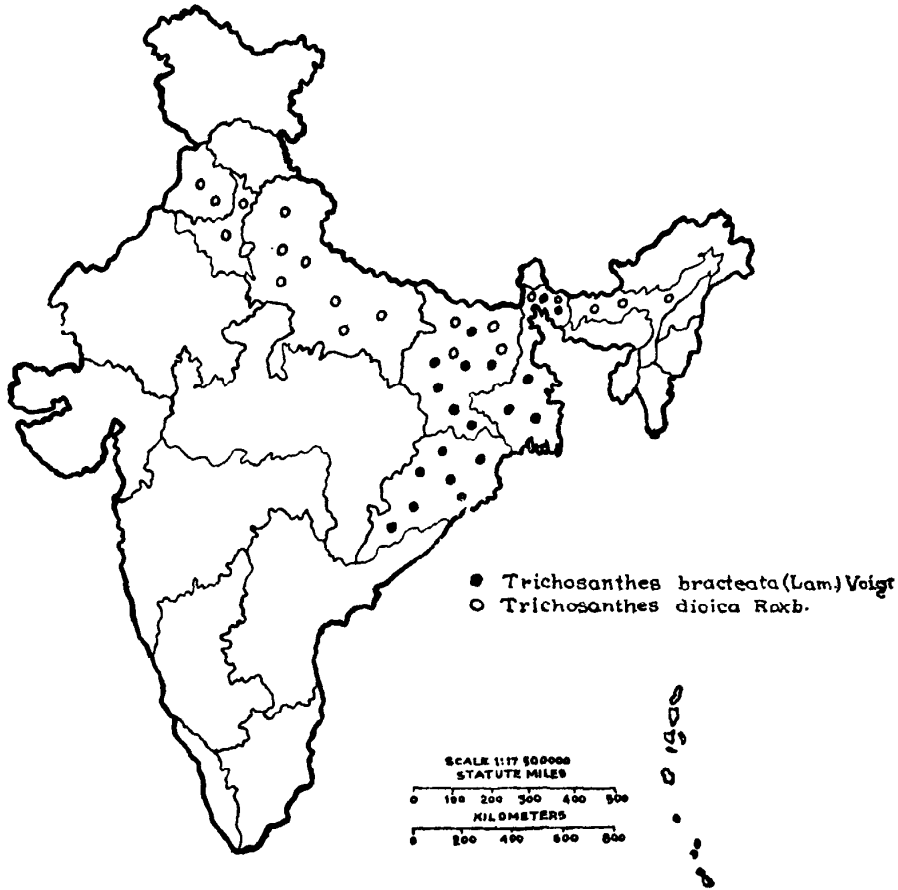 Trichosanthes bracteata (Lam.) Voigt
Trichosanthes dioica Roxb.
SCALE 1:17 500000
STATUTE MILES
0 100 200 300 400 500
KILOMETERS
0 200 400 600 800